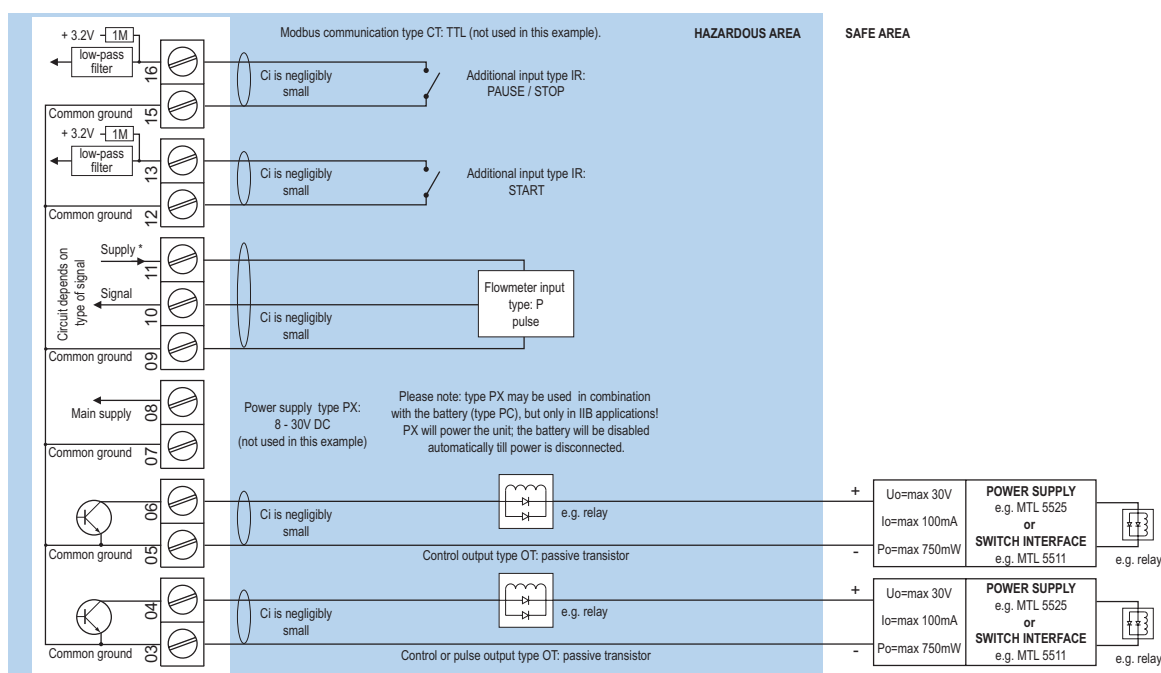 Modbus communication type CT: TTL (not used in this example).
HAZARDOUS AREA
SAFE AREA
+ 3.2V
1M
low-pass
filter
16
Ci is negligibly
small
Additional input type IR:
PAUSE / STOP
Common ground
15
+ 3.2V
1M
low-pass
filter
13
Ci is negligibly
small
Additional input type IR:
START
Common ground
12
Circuit depends on
type of signal
Supply *
11
Signal
10
Flowmeter input
type: P
pulse
Ci is negligibly
small
Common ground
09
Main supply
08
Power supply type PX:
8 - 30V DC
(not used in this example)
Please note: type PX may be used in combination
with the battery (type PC), but only in IIB applications!
PX will power the unit; the battery will be disabled
automatically till power is disconnected.
Common ground
07
06
Ci is negligibly
small
e.g. relay
+
Uo=max 30V
Io=max 100mA
Po=max 750mW
POWER SUPPLY
e.g. MTL 5525
or
SWITCH INTERFACE
e.g. MTL 5511
e.g. relay
Common ground
05
Control output type OT: passive transistor
-
04
Ci is negligibly
small
e.g. relay
+
Uo=max 30V
Io=max 100mA
Po=max 750mW
POWER SUPPLY
e.g. MTL 5525
or
SWITCH INTERFACE
e.g. MTL 5511
e.g. relay
Common ground
03
Control or pulse output type OT: passive transistor
-